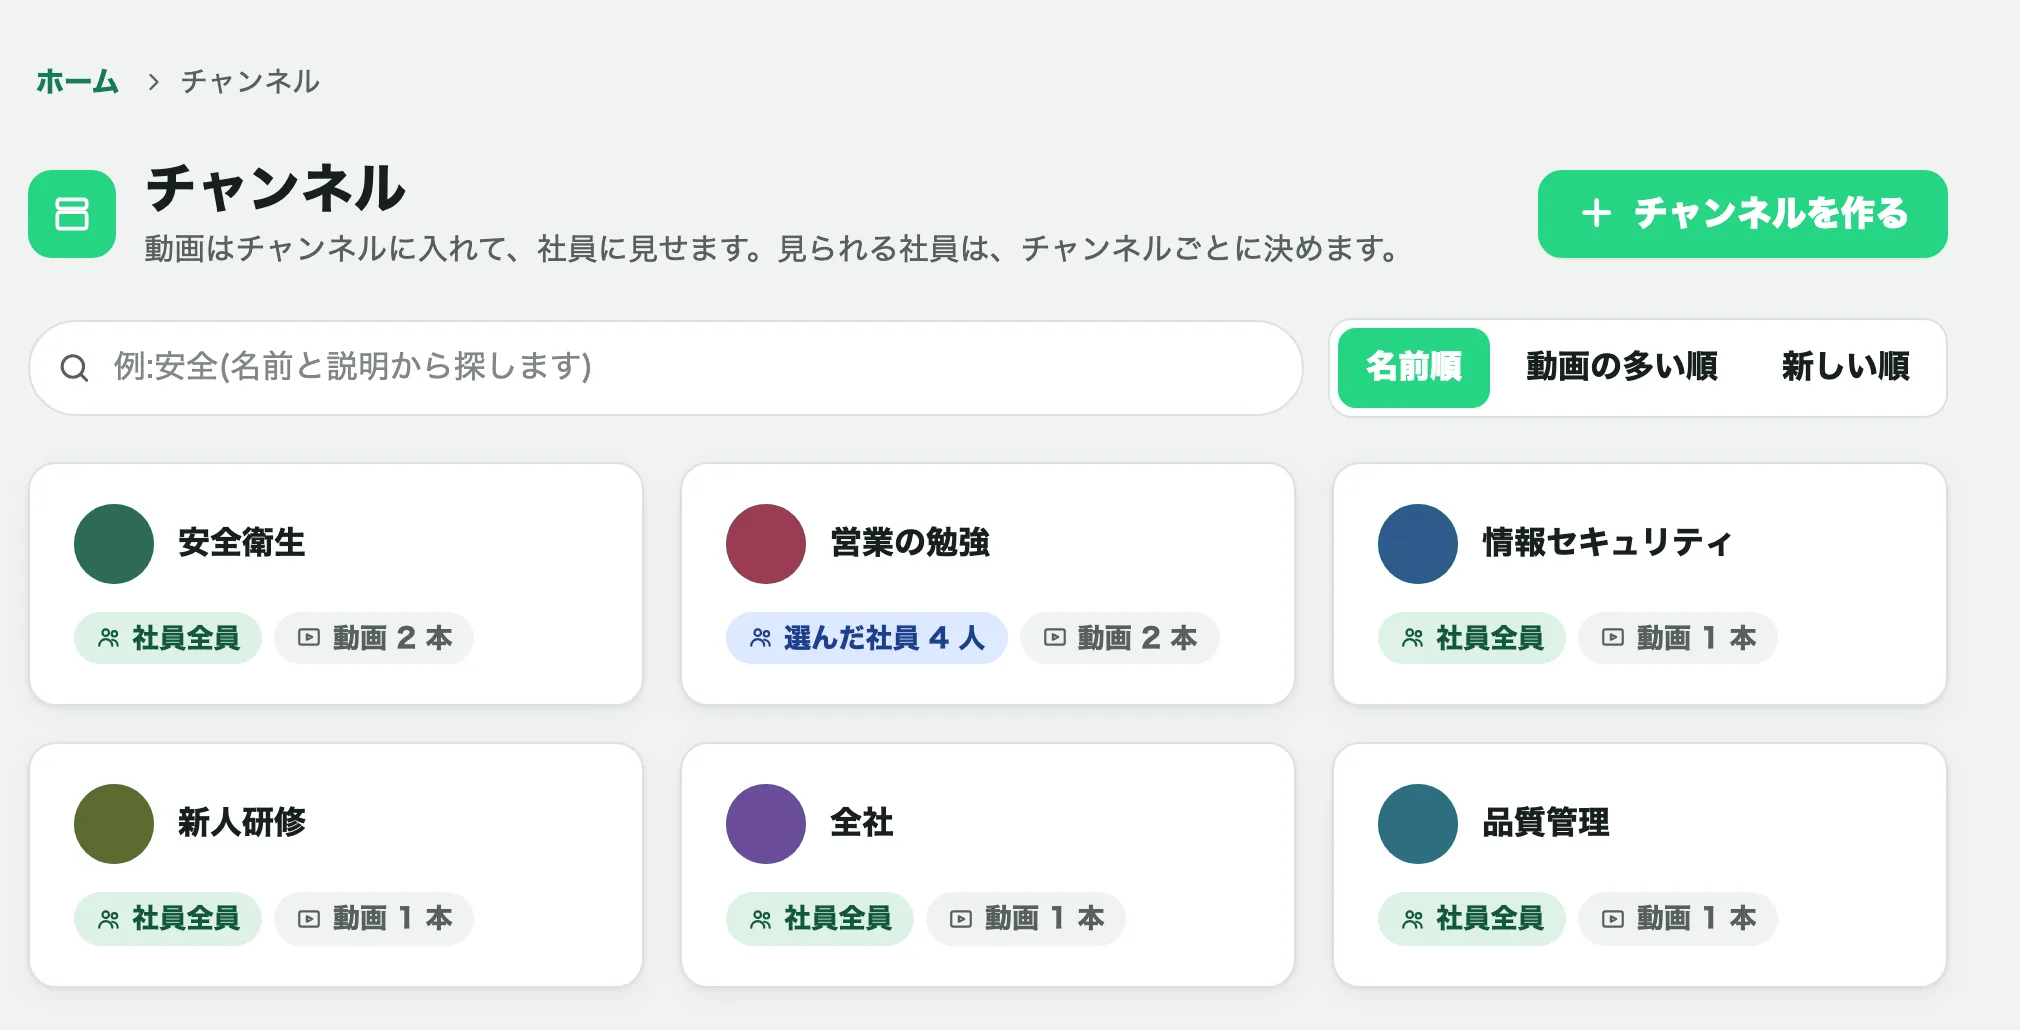 ホーム > チャンネル
チャンネル
動画はチャンネルに入れて、社員に見せます。見られる社員は、チャンネルごとに決めます。
+ チャンネルを作る
例:安全(名前と説明から探します)
名前順 動画の多い順 新しい順
安全衛生
社員全員 動画 2 本
営業の勉強
選んだ社員 4 人 動画 2 本
情報セキュリティ
社員全員 動画 1 本
新人研修
社員全員 動画 1 本
全社
社員全員 動画 1 本
品質管理
社員全員 動画 1 本